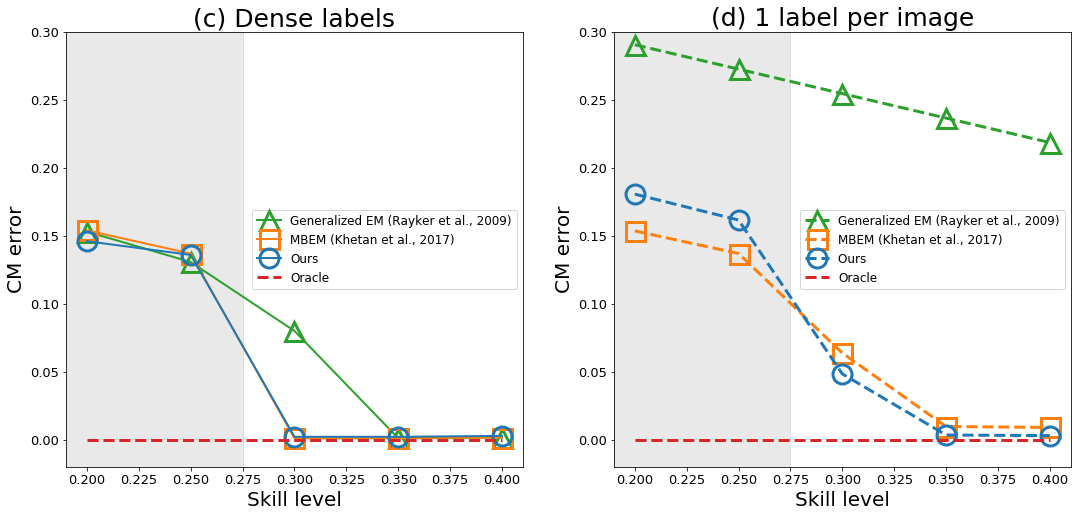 (c) Dense labels
0.30
0.25
0.20
0.15
0.10
0.05
0.00
CM error
Generalized EM (Rayker et al., 2009)
MBEM (Khetan et al., 2017)
Ours
Oracle
0.200 0.225 0.250 0.275 0.300 0.325 0.350 0.375 0.400
Skill level
(d) 1 label per image
0.30
0.25
0.20
0.15
0.10
0.05
0.00
CM error
Generalized EM (Rayker et al., 2009)
MBEM (Khetan et al., 2017)
Ours
Oracle
0.200 0.225 0.250 0.275 0.300 0.325 0.350 0.375 0.400
Skill level